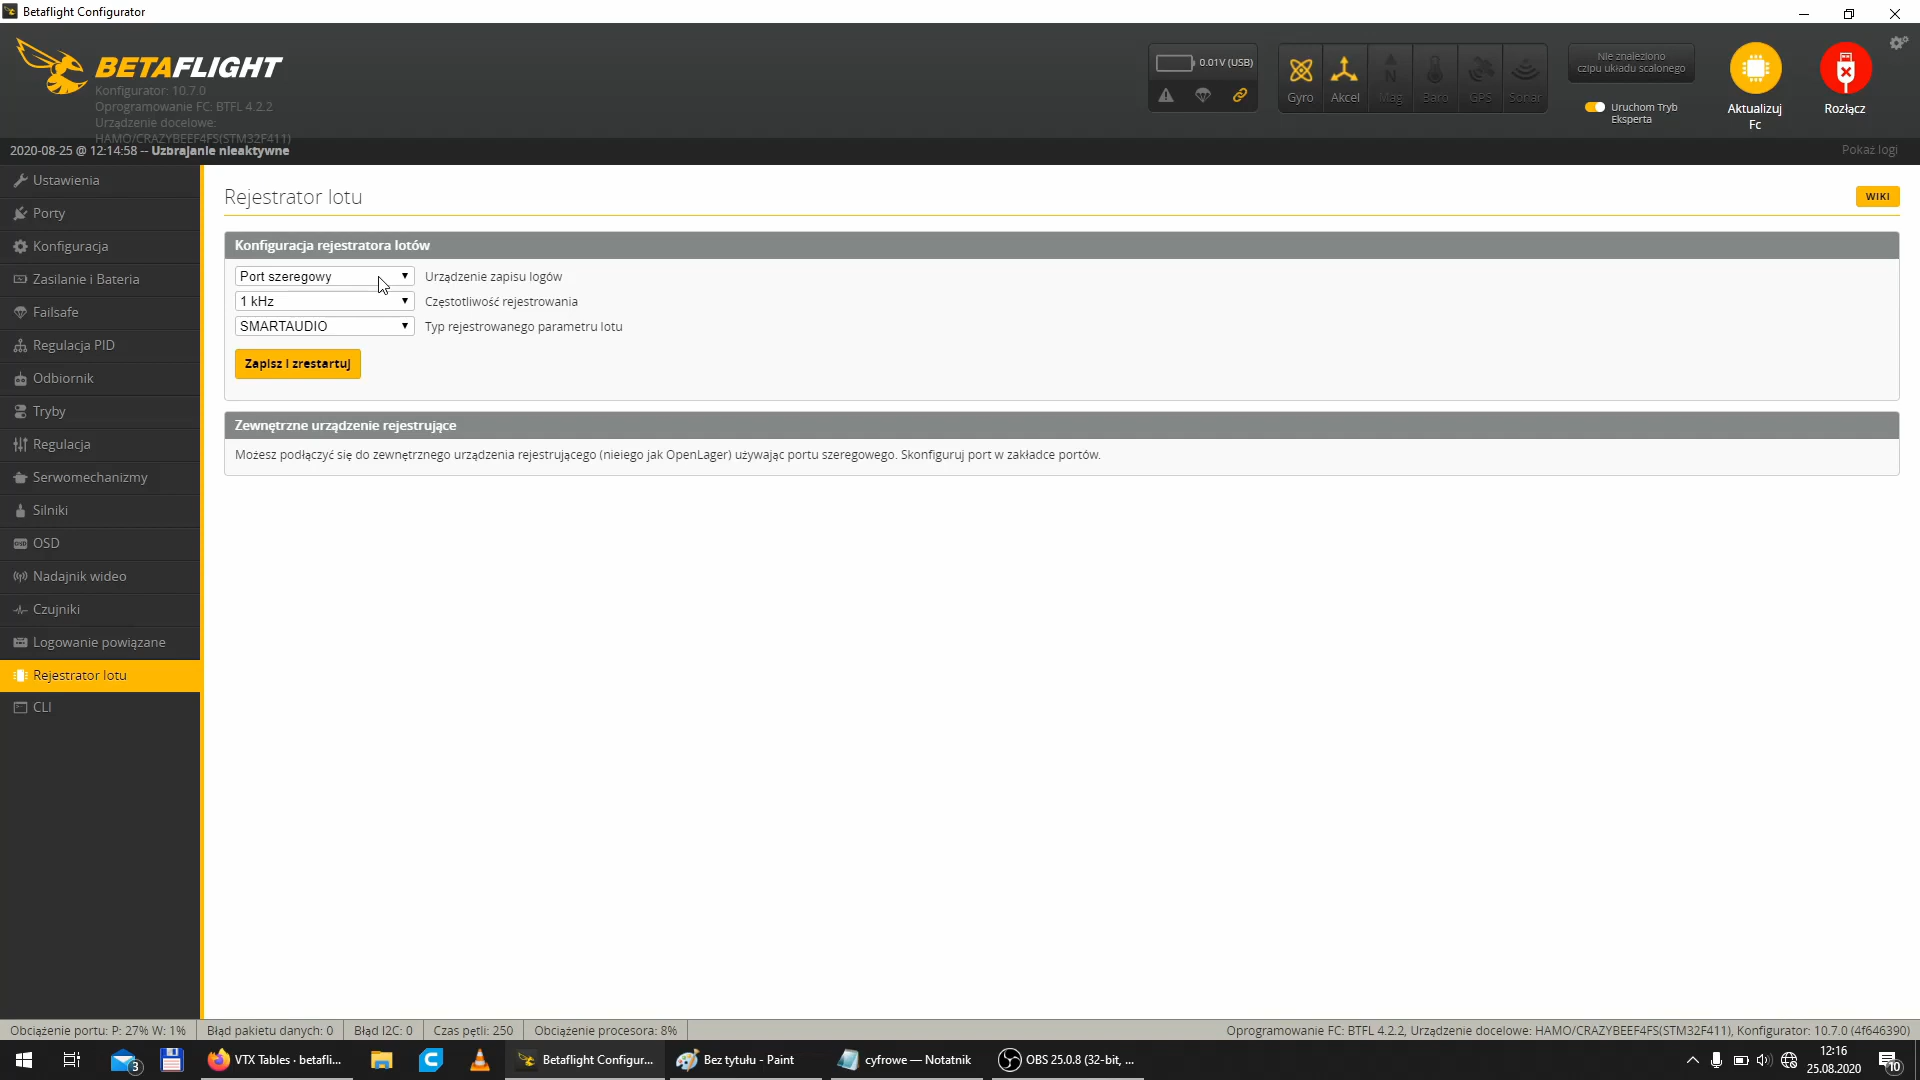 Betaflight Configurator
BETAFLIGHT
Konfigurator: 10.7.0
Oprogramowanie FC: BTFL 4.2.2
Urządzenie docelowe:
HAMO/CRAZYBEEF4FS(STM32F411)
0.01V (USB)
Gyro
Akcel
Mag
Baro
GPS
Sonar
Nie znaleziono
czipu układu scalonego
Uruchom Tryb
Eksperta
Aktualizuj
Fc
Rozłącz
2020-08-25 @ 12:14:58 -- Uzbrajanie nieaktywne
Pokaż logi
Ustawienia
Porty
Konfiguracja
Zasilanie i Bateria
Failsafe
Regulacja PID
Odbiornik
Tryby
Regulacja
Serwomechanizmy
Silniki
OSD
Nadajnik wideo
Czujniki
Logowanie powiązane
Rejestrator lotu
CLI
Rejestrator lotu
WIKI
Konfiguracja rejestratora lotów
Port szeregowy
Urządzenie zapisu logów
1 kHz
Częstotliwość rejestrowania
SMARTAUDIO
Typ rejestrowanego parametru lotu
Zapisz i zrestartuj
Zewnętrzne urządzenie rejestrujące
Możesz podłączyć się do zewnętrznego urządzenia rejestrującego (nieiego jak OpenLager) używając portu szeregowego. Skonfiguruj port w zakładce portów.
Obciążenie portu: P: 27% W: 1%
Błąd pakietu danych: 0
Błąd I2C: 0
Czas pętli: 250
Obciążenie procesora: 8%
Oprogramowanie FC: BTFL 4.2.2, Urządzenie docelowe: HAMO/CRAZYBEEF4FS(STM32F411), Konfigurator: 10.7.0 (4f646390)
3
VTX Tables · betafli...
Betaflight Configur...
Bez tytułu - Paint
cyfrowe — Notatnik
OBS 25.0.8 (32-bit, ...
12:16
25.08.2020
10